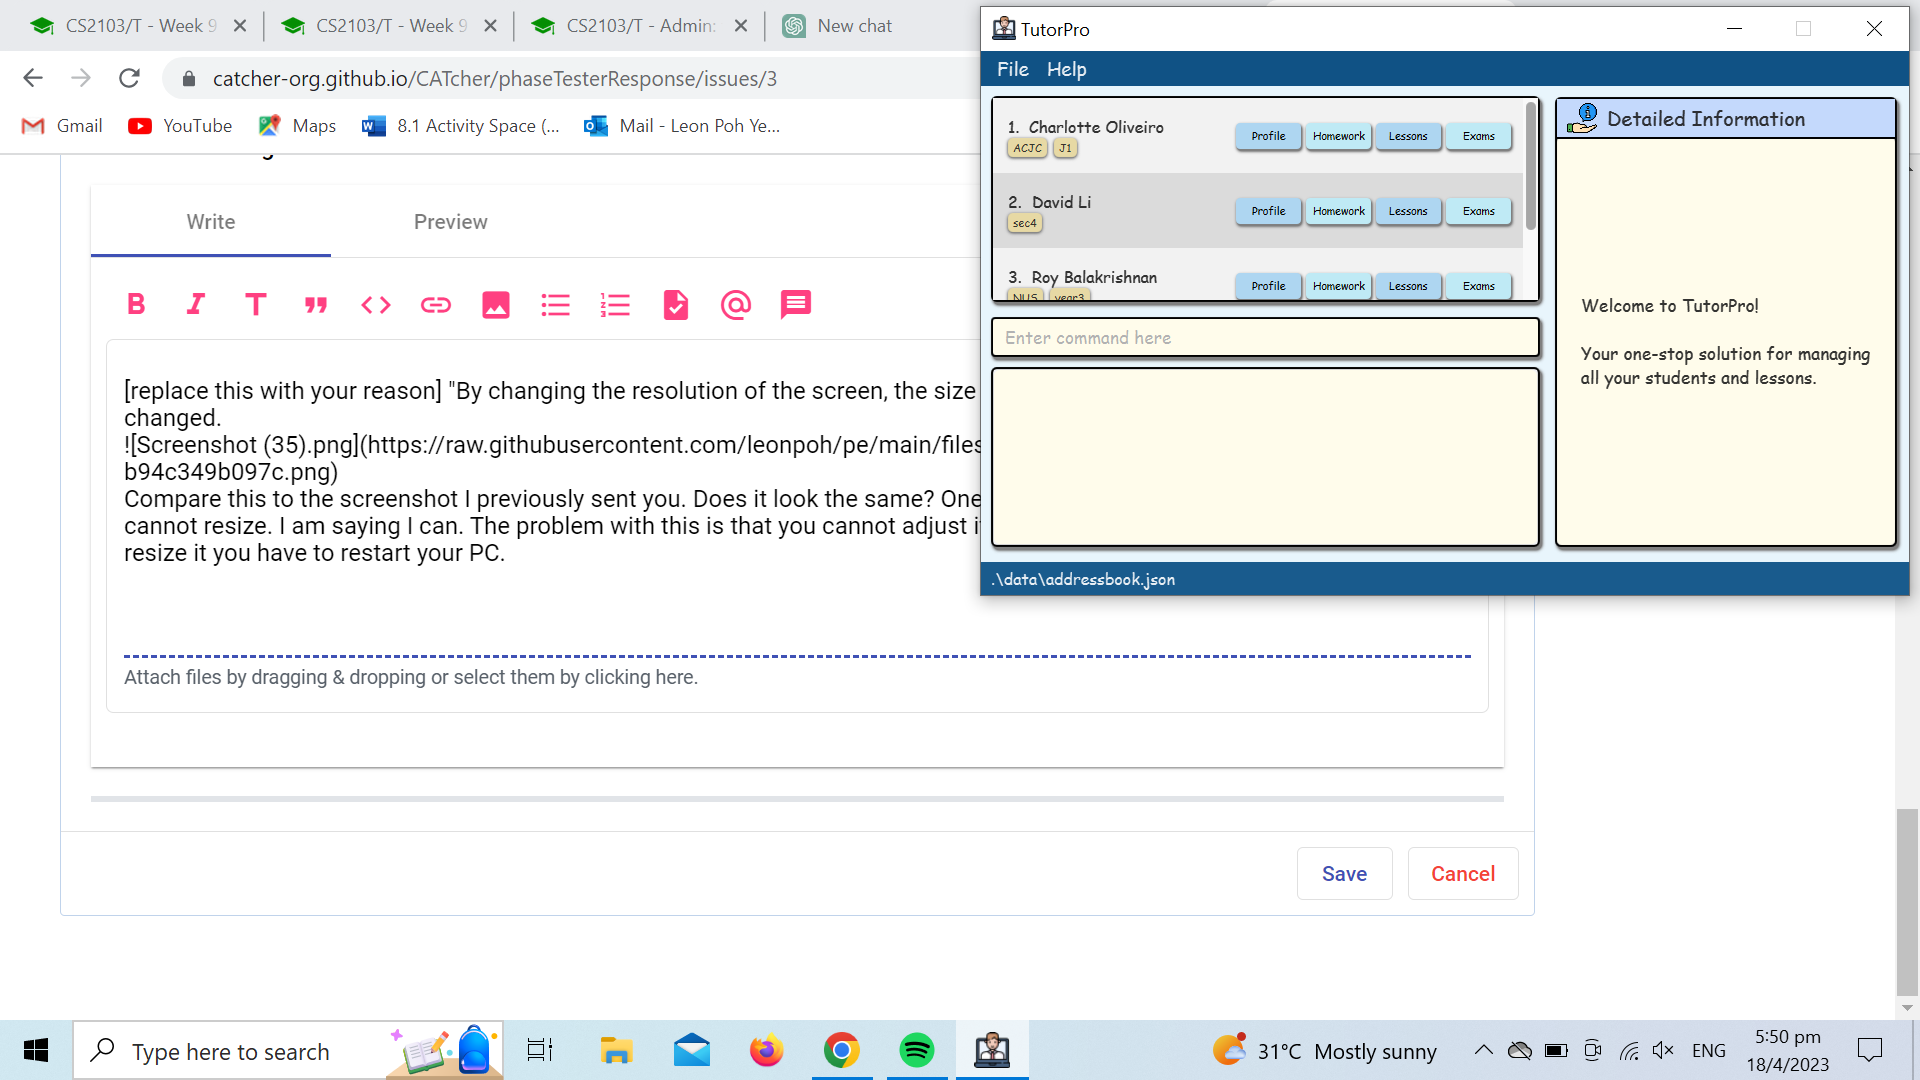 CS2103/T - Week 9
CS2103/T - Week 9
CS2103/T - Admin:
New chat
catcher-org.github.io/CATcher/phaseTesterResponse/issues/3
Gmail
YouTube
Maps
8.1 Activity Space (...
Mail - Leon Poh Ye...
Write
Preview
[replace this with your reason] "By changing the resolution of the screen, the size
changed.
![Screenshot (35).png](https://raw.githubusercontent.com/leonpoh/pe/main/files
b94c349b097c.png)
Compare this to the screenshot I previously sent you. Does it look the same? One
cannot resize. I am saying I can. The problem with this is that you cannot adjust i
resize it you have to restart your PC.
Attach files by dragging & dropping or select them by clicking here.
Save
Cancel
TutorPro
File Help
1. Charlotte Oliveiro
ACJC J1
Profile Homework Lessons Exams
2. David Li
sec4
Profile Homework Lessons Exams
3. Roy Balakrishnan
NUS year3
Profile Homework Lessons Exams
Enter command here
Detailed Information
Welcome to TutorPro!
Your one-stop solution for managing
all your students and lessons.
.\data\addressbook.json
Type here to search
31°C Mostly sunny
ENG
5:50 pm
18/4/2023